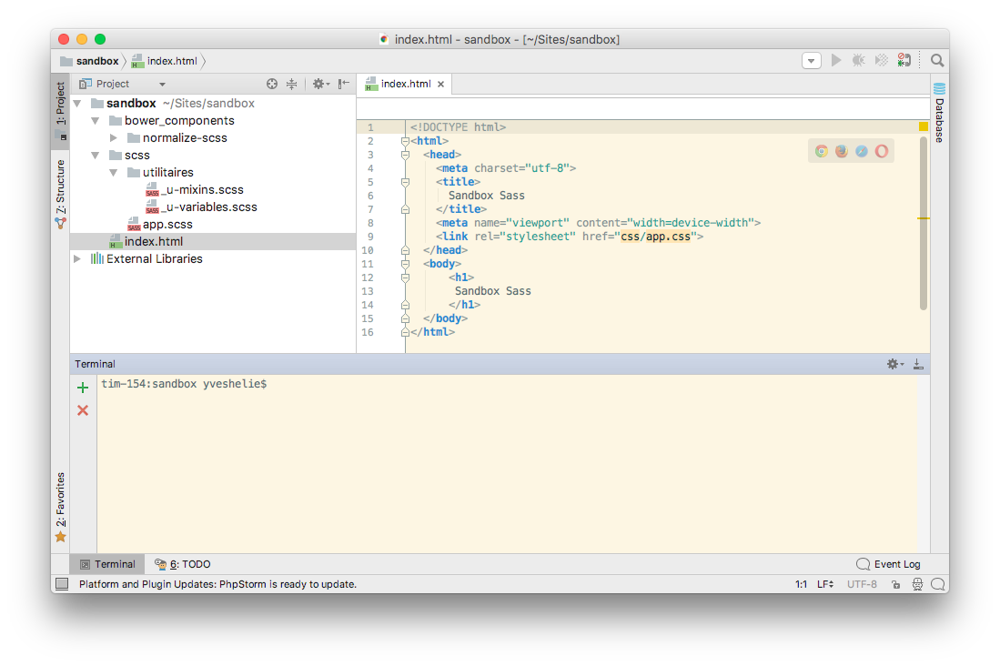 index.html - sandbox - [~/Sites/sandbox]
sandbox index.html
1: Project
Project
index.html
sandbox ~/Sites/sandbox
bower_components
normalize-scss
scss
utilitaires
_u-mixins.scss
_u-variables.scss
app.scss
index.html
External Libraries
Z: Structure
2: Favorites
1 <!DOCTYPE html>
2 <html>
3 <head>
4 <meta charset="utf-8">
5 <title>
6 Sandbox Sass
7 </title>
8 <meta name="viewport" content="width=device-width">
9 <link rel="stylesheet" href="css/app.css">
10 </head>
11 <body>
12 <h1>
13 Sandbox Sass
14 </h1>
15 </body>
16 </html>
Database
Terminal
tim-154:sandbox yveshelie$
Terminal 6: TODO Event Log
Platform and Plugin Updates: PhpStorm is ready to update. 1:1 LF UTF-8